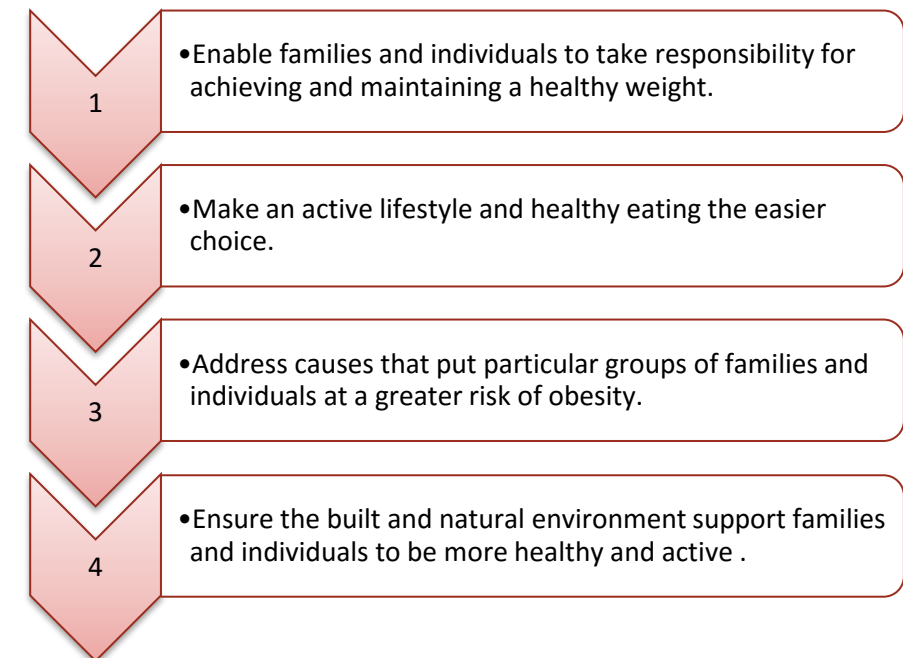 1
•Enable families and individuals to take responsibility for
achieving and maintaining a healthy weight.
2
•Make an active lifestyle and healthy eating the easier
choice.
3
•Address causes that put particular groups of families and
individuals at a greater risk of obesity.
4
•Ensure the built and natural environment support families
and individuals to be more healthy and active .